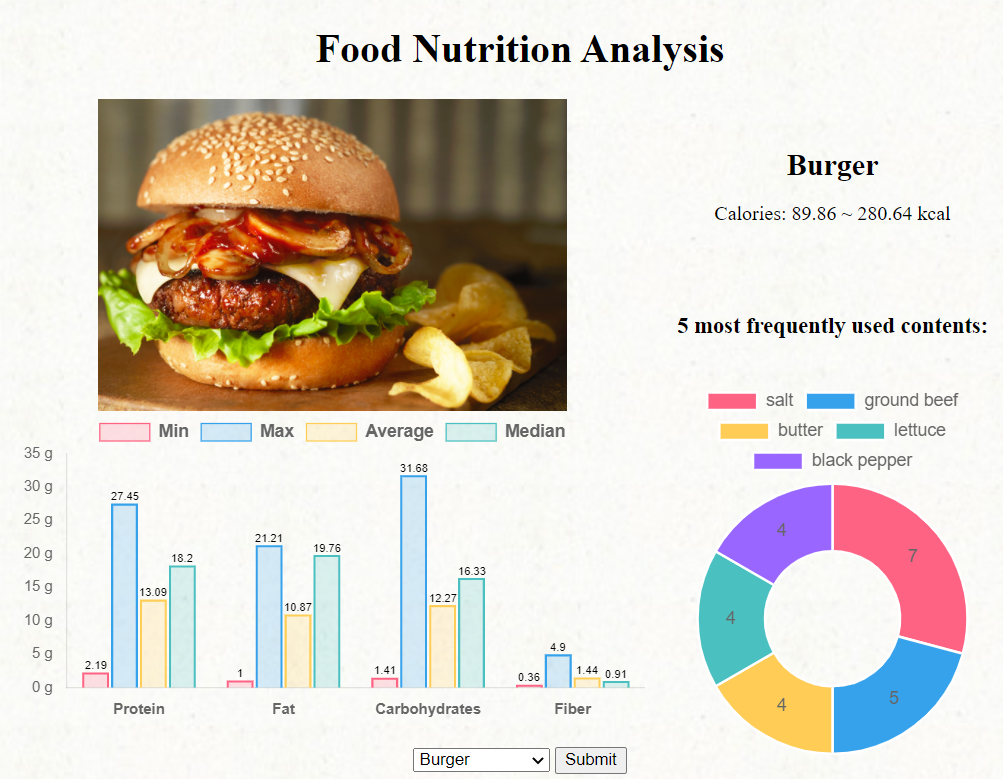 Food Nutrition Analysis
Burger
Calories: 89.86 ~ 280.64 kcal
5 most frequently used contents:
salt ground beef
butter lettuce
black pepper
7
5
4
4
4
Min Max Average Median
35 g
30 g
25 g
20 g
15 g
10 g
5 g
0 g
2.19 27.45 13.09 18.2
1 21.21 10.87 19.76
1.41 31.68 12.27 16.33
0.36 4.9 1.44 0.91
Protein Fat Carbohydrates Fiber
Burger Submit